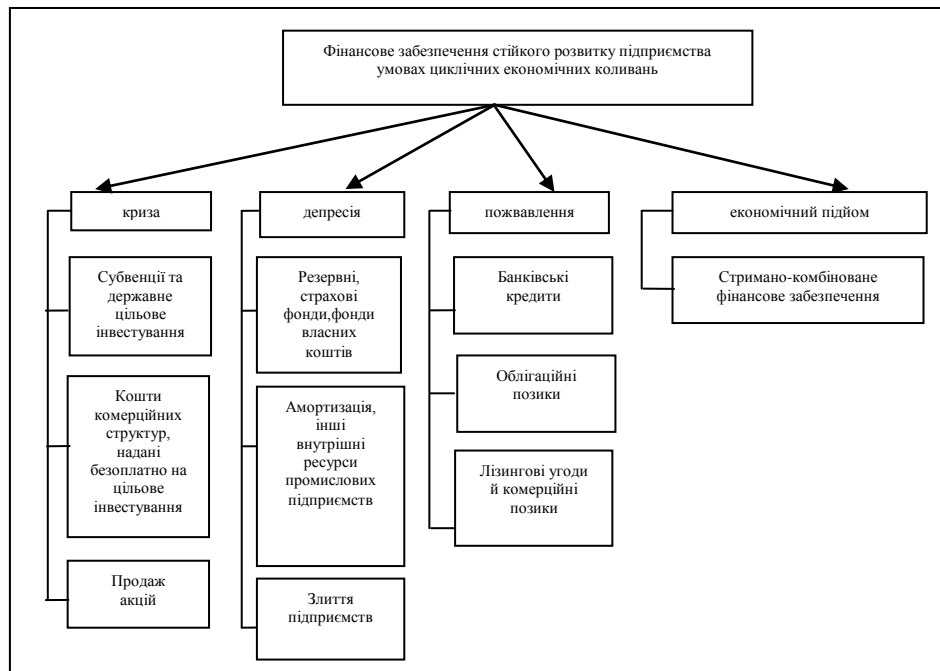 Фінансове забезпечення стійкого розвитку підприємства
умовах циклічних економічних коливань
криза
Субвенції та
державне
цільове
інвестування
Кошти
комерційних
структур,
надані
безоплатно на
цільове
інвестування
Продаж
акцій
депресія
Резервні,
страхові
фонди,фонди
власних
коштів
Амортизація,
інші
внутрішні
ресурси
промислових
підприємств
Злиття
підприємств
пожвавлення
Банківські
кредити
Облігаційні
позики
Лізингові угоди
й комерційні
позики
економічний підйом
Стримано-комбіноване
фінансове забезпечення